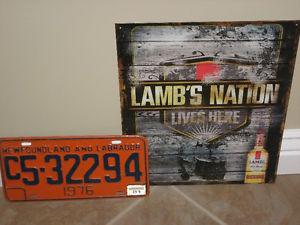 LAMB'S NATION
LIVES HERE
LAMB'S
NEWFOUNDLAND AND LABRADOR
C5·32294
1976